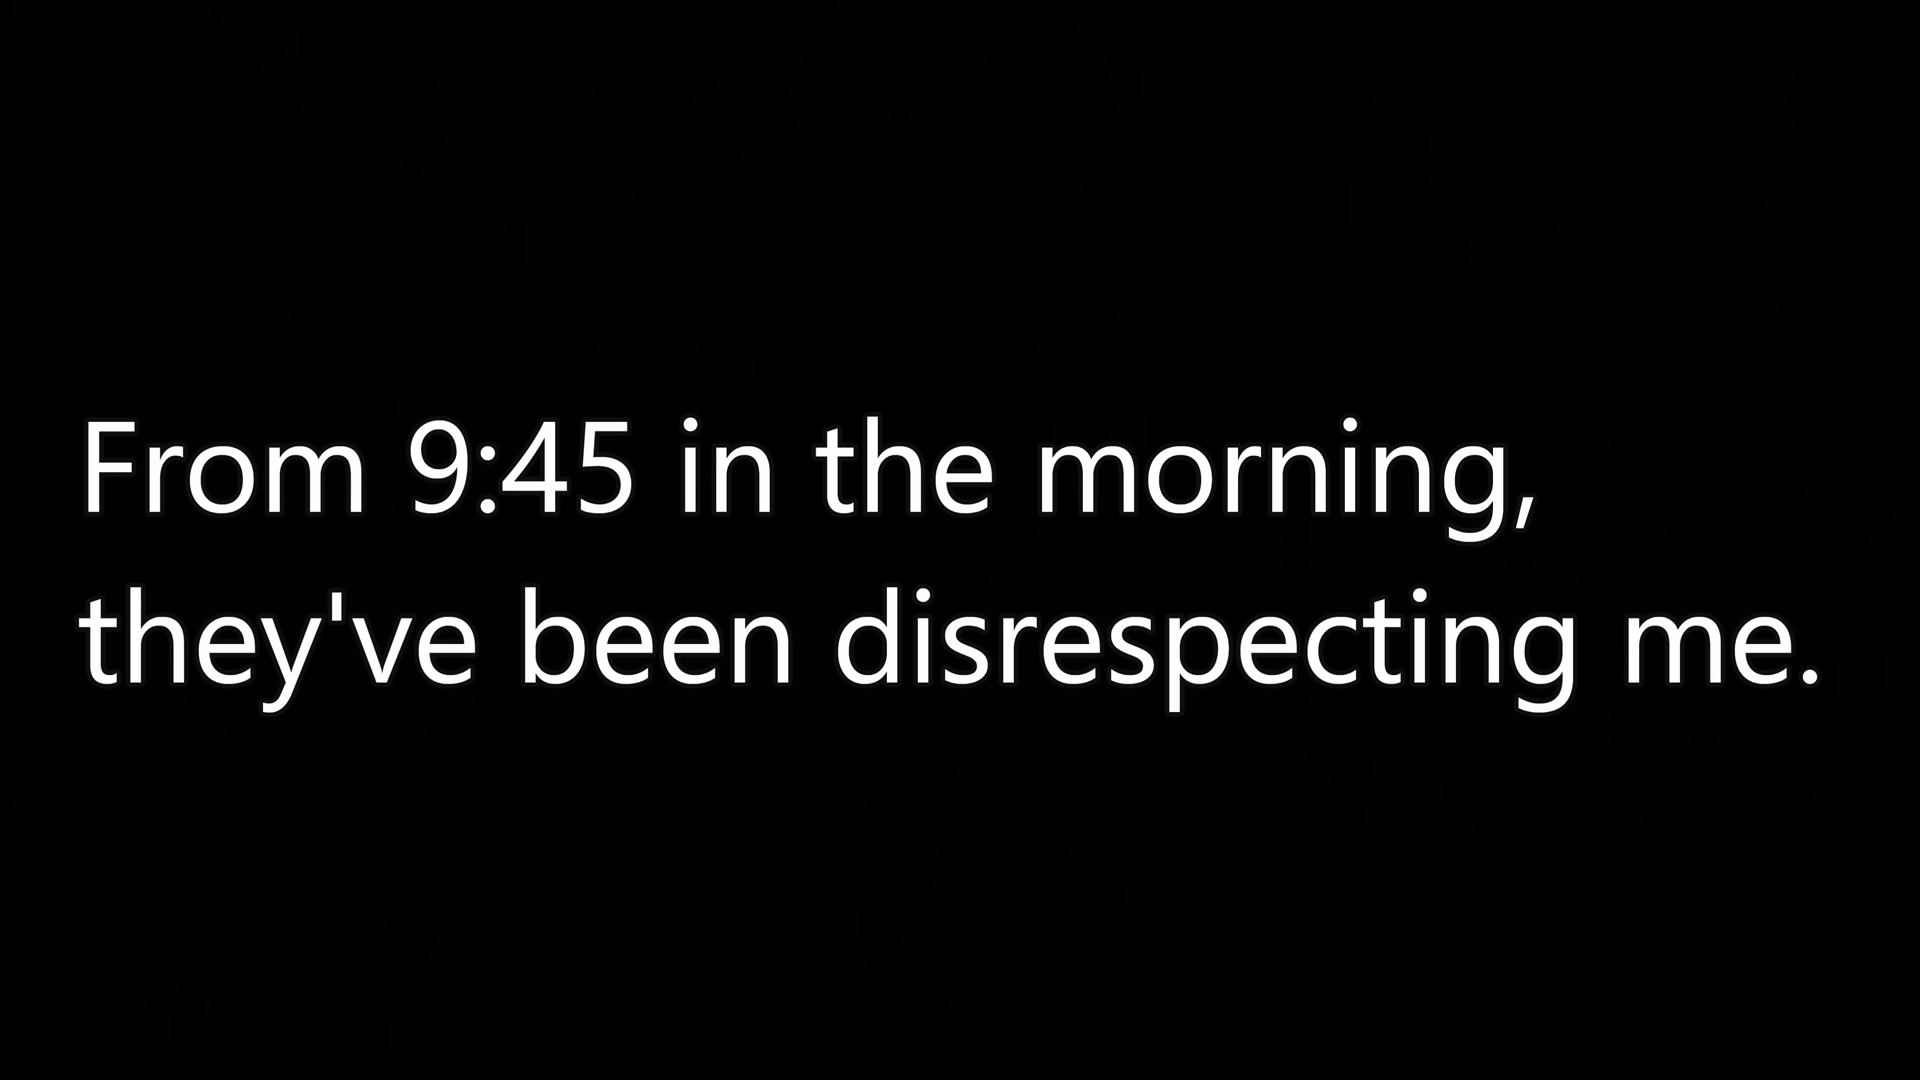 From 9:45 in the morning,
they've been disrespecting me.